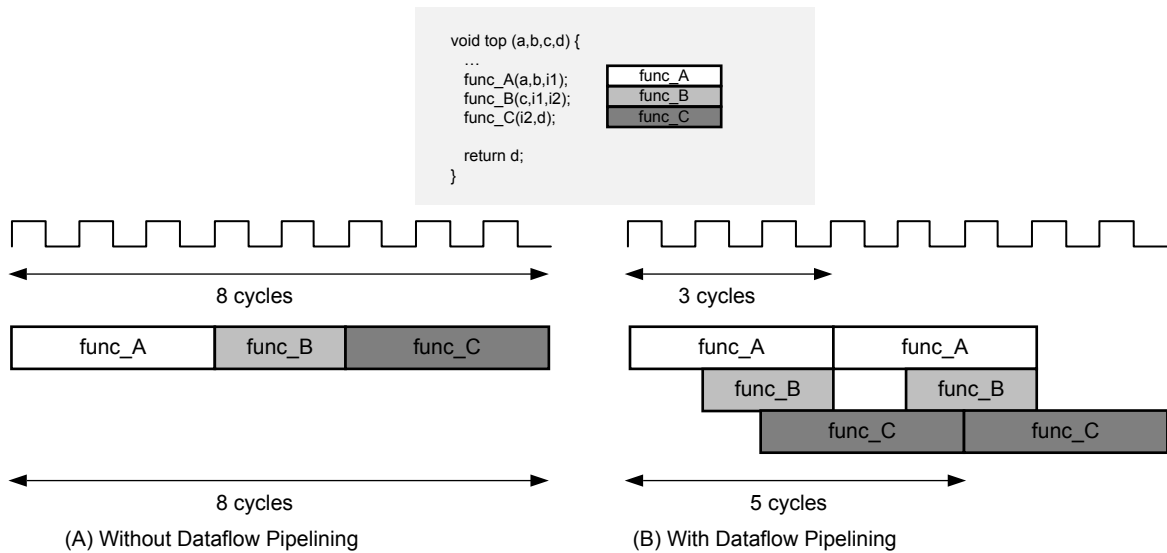 void top (a,b,c,d) {
...
func_A(a,b,i1);
func_B(c,i1,i2);
func_C(i2,d);
return d;
}
func_A
func_B
func_C
8 cycles
func_A func_B func_C
8 cycles
(A) Without Dataflow Pipelining
3 cycles
func_A func_A
func_B func_B
func_C func_C
5 cycles
(B) With Dataflow Pipelining